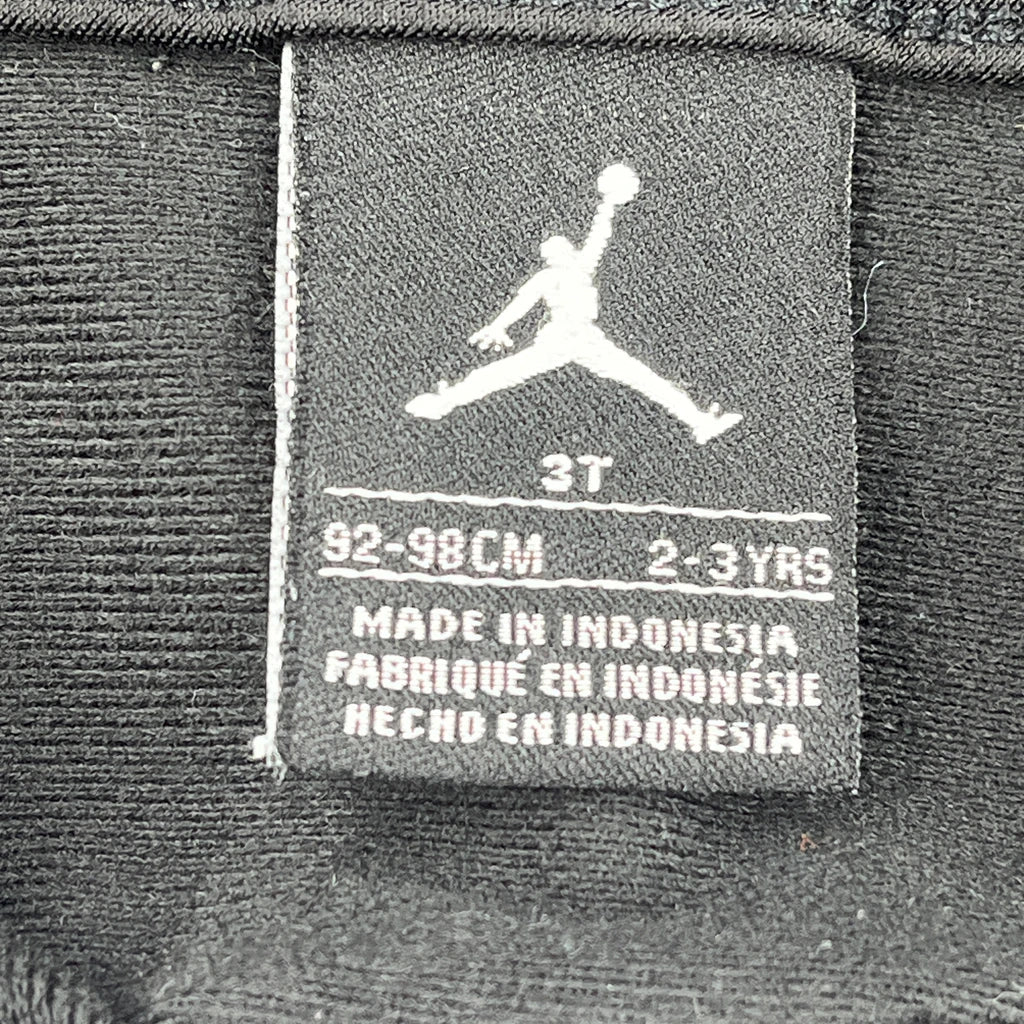 3T
92-98CM 2-3YRS
MADE IN INDONESIA
FABRIQUÉ EN INDONÉSIE
HECHO EN INDONESIA